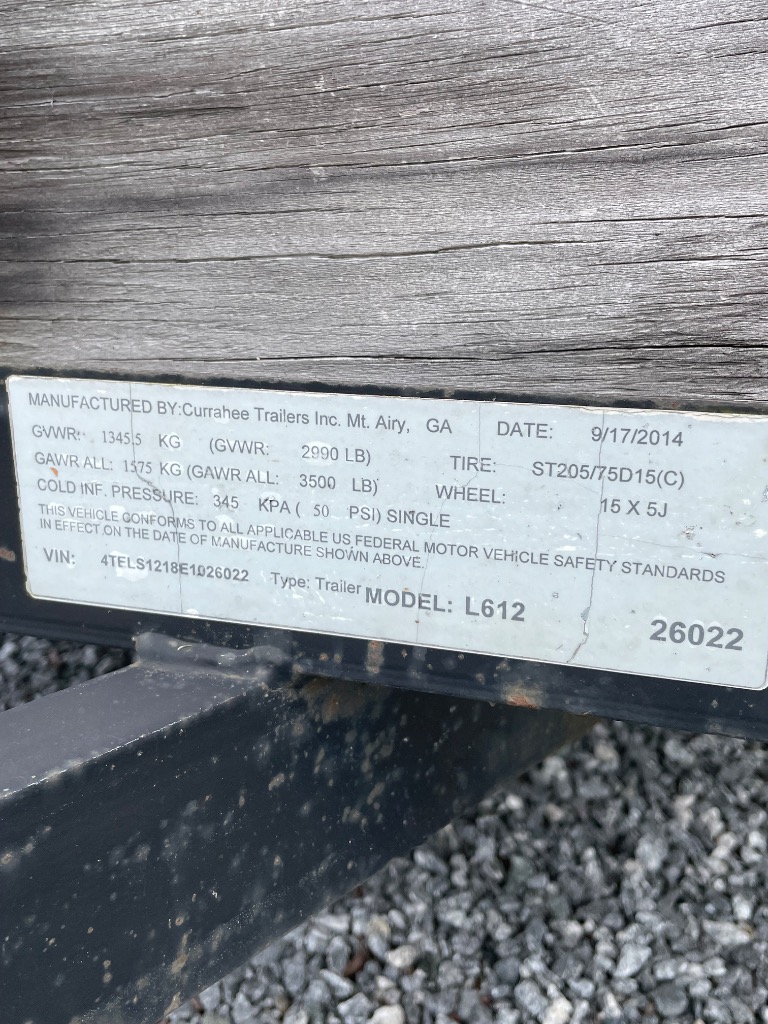 MANUFACTURED BY:Currahee Trailers Inc. Mt. Airy, GA DATE: 9/17/2014
GVWR: 1345.5 KG (GVWR: 2990 LB) TIRE: ST205/75D15(C)
GAWR ALL: 1575 KG (GAWR ALL: 3500 LB) WHEEL: 15 X 5J
COLD INF. PRESSURE: 345 KPA ( 50 PSI) SINGLE
THIS VEHICLE CONFORMS TO ALL APPLICABLE US FEDERAL MOTOR VEHICLE SAFETY STANDARDS
IN EFFECT ON THE DATE OF MANUFACTURE SHOWN ABOVE.
VIN: 4TELS1218E1026022 Type: Trailer MODEL: L612 26022